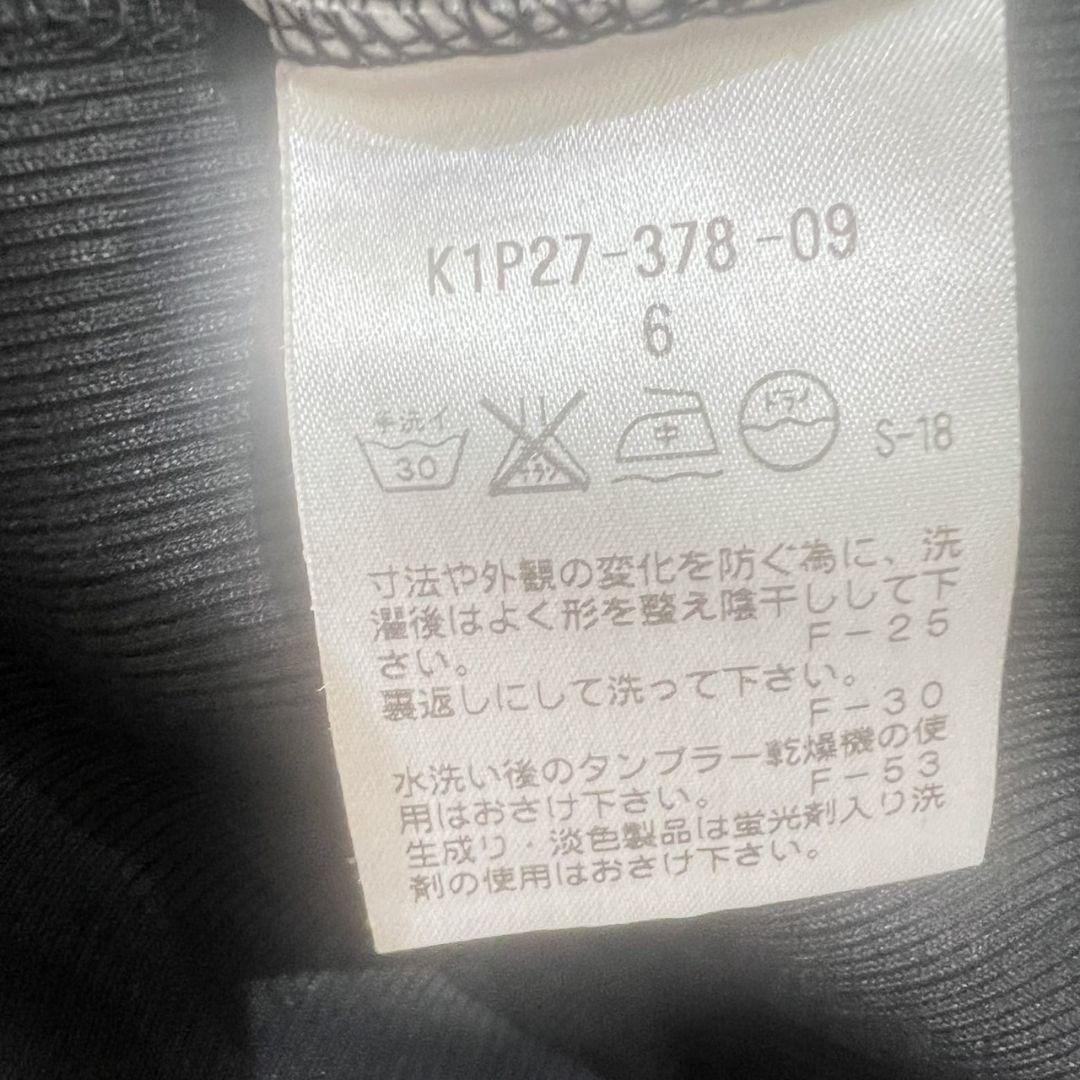 K1P27-378-09
6
手洗イ
30
エンソサラシ
中
ドライ
S-18
寸法や外観の変化を防ぐ為に、洗
濯後はよく形を整え陰干しして下
さい。
F-25
裏返しにして洗って下さい。
F-30
水洗い後のタンブラー乾燥機の使
用はおさけ下さい。
F-53
生成り・淡色製品は蛍光剤入り洗
剤の使用はおさけ下さい。